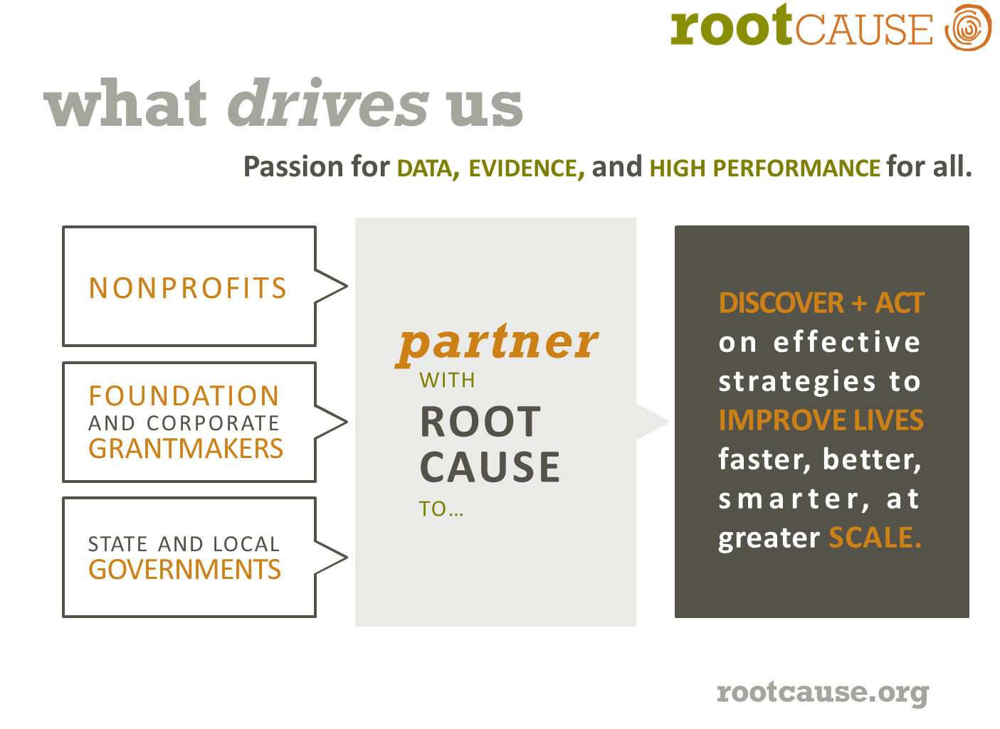 rootCAUSE
what drives us
Passion for DATA, EVIDENCE, and HIGH PERFORMANCE for all.
NONPROFITS
FOUNDATION
AND CORPORATE
GRANTMAKERS
STATE AND LOCAL
GOVERNMENTS
partner
WITH
ROOT
CAUSE
TO...
DISCOVER + ACT
on effective
strategies to
IMPROVE LIVES
faster, better,
smarter, at
greater SCALE.
rootcause.org